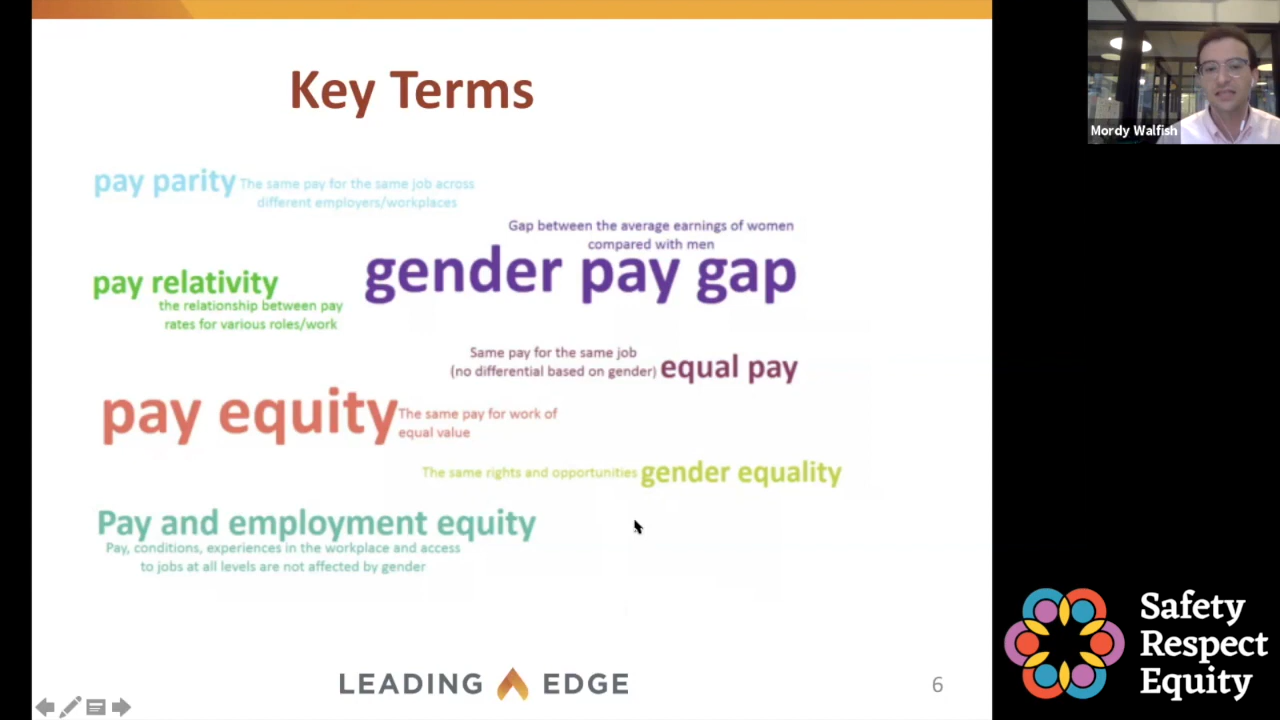 Key Terms
pay parity The same pay for the same job across
different employers/workplaces
Gap between the average earnings of women
compared with men
gender pay gap
pay relativity
the relationship between pay
rates for various roles/work
Same pay for the same job
(no differential based on gender) equal pay
pay equity The same pay for work of
equal value
The same rights and opportunities gender equality
Pay and employment equity
Pay, conditions, experiences in the workplace and access
to jobs at all levels are not affected by gender
LEADING EDGE
6
Mordy Walfish
Safety
Respect
Equity